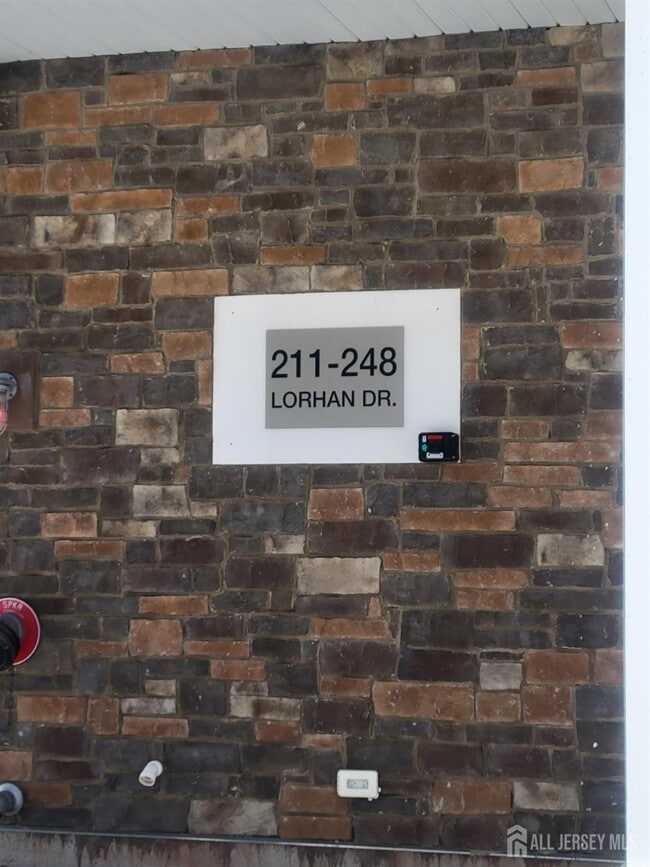 211-248
LORHAN DR.
SPKR
ALL JERSEY MLS